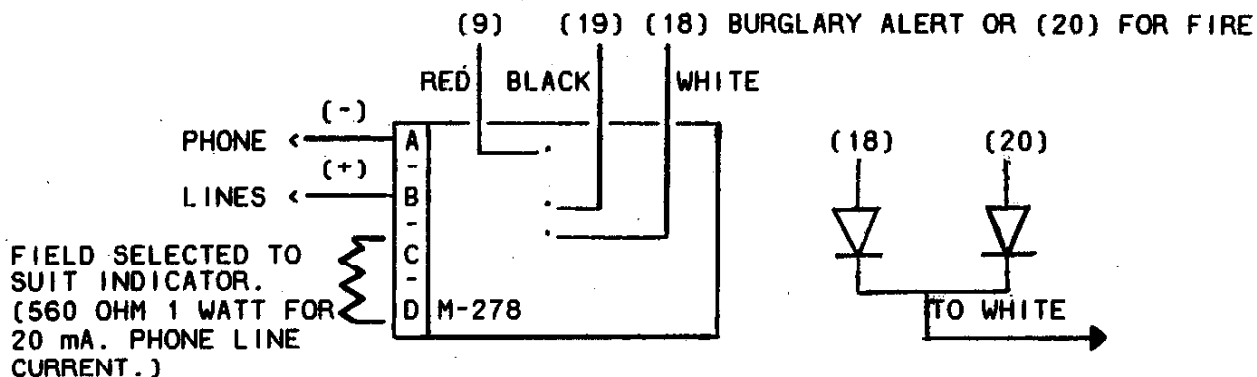 (9) (19) (18) BURGLARY ALERT OR (20) FOR FIRE
RED BLACK WHITE
(-)
PHONE < A
-
(+)
LINES < B
-
C
-
D M-278
FIELD SELECTED TO
SUIT INDICATOR.
(560 OHM 1 WATT FOR
20 mA. PHONE LINE
CURRENT.)
(18) (20)
TO WHITE